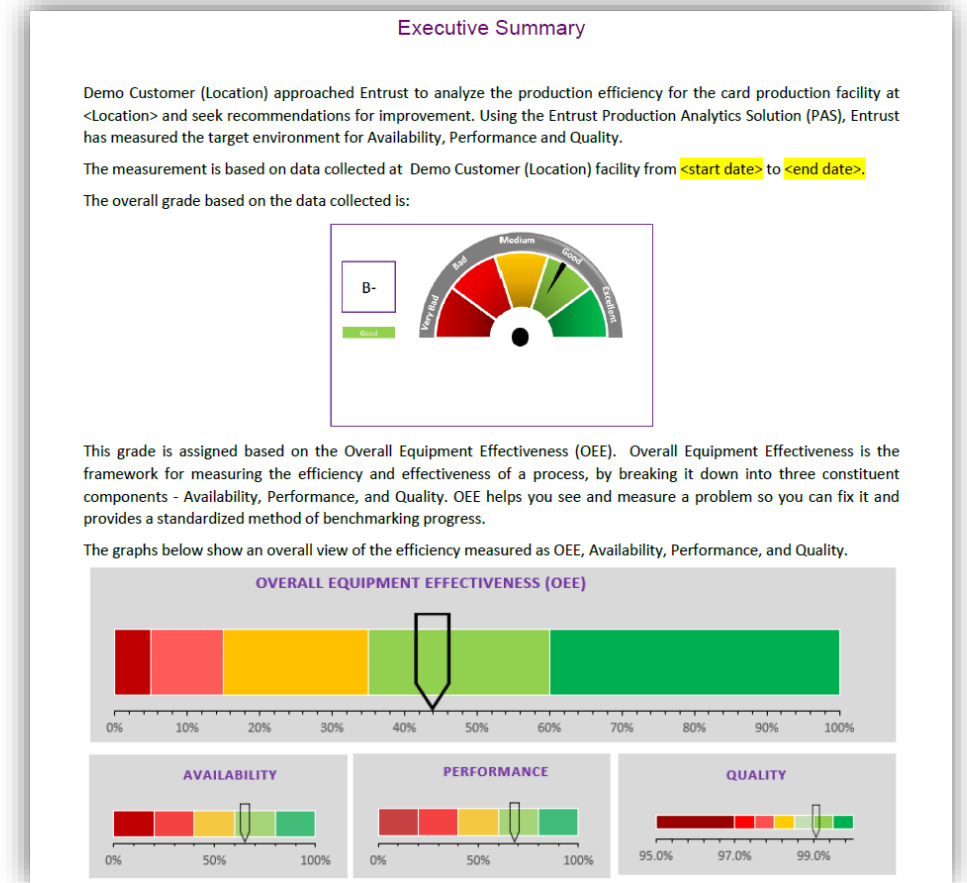 Executive Summary
Demo Customer (Location) approached Entrust to analyze the production efficiency for the card production facility at
<Location> and seek recommendations for improvement. Using the Entrust Production Analytics Solution (PAS), Entrust
has measured the target environment for Availability, Performance and Quality.
The measurement is based on data collected at Demo Customer (Location) facility from <start date> to <end date>.
The overall grade based on the data collected is:
B-
Good
Very Bad
Bad
Medium
Good
Excellent
This grade is assigned based on the Overall Equipment Effectiveness (OEE). Overall Equipment Effectiveness is the
framework for measuring the efficiency and effectiveness of a process, by breaking it down into three constituent
components - Availability, Performance, and Quality. OEE helps you see and measure a problem so you can fix it and
provides a standardized method of benchmarking progress.
The graphs below show an overall view of the efficiency measured as OEE, Availability, Performance, and Quality.
OVERALL EQUIPMENT EFFECTIVENESS (OEE)
0% 10% 20% 30% 40% 50% 60% 70% 80% 90% 100%
AVAILABILITY
0% 50% 100%
PERFORMANCE
0% 50% 100%
QUALITY
95.0% 97.0% 99.0%